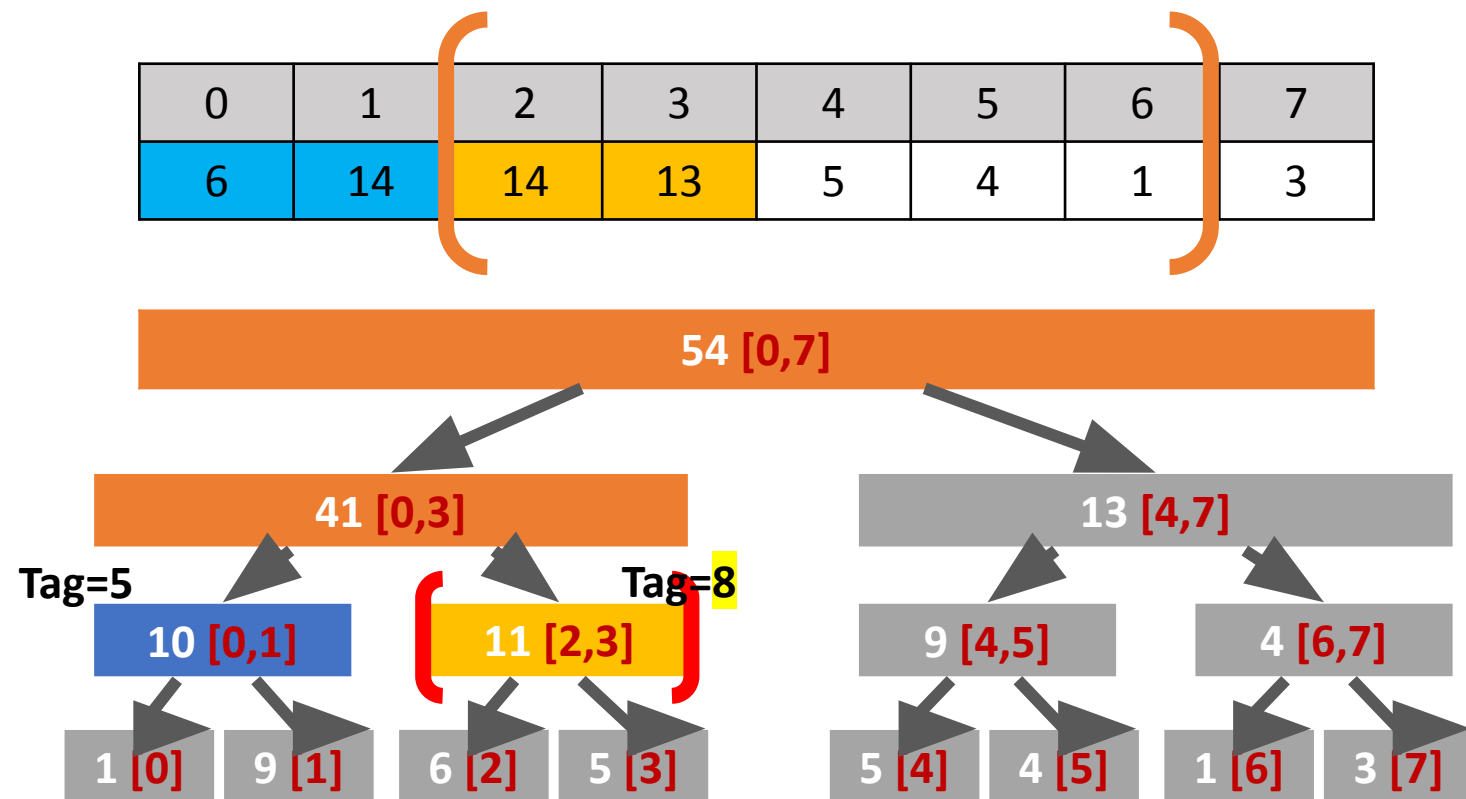 0 1 2 3 4 5 6 7
6 14 14 13 5 4 1 3
54 [0,7]
41 [0,3] 13 [4,7]
Tag=5 Tag=8
10 [0,1] 11 [2,3] 9 [4,5] 4 [6,7]
1 [0] 9 [1] 6 [2] 5 [3] 5 [4] 4 [5] 1 [6] 3 [7]